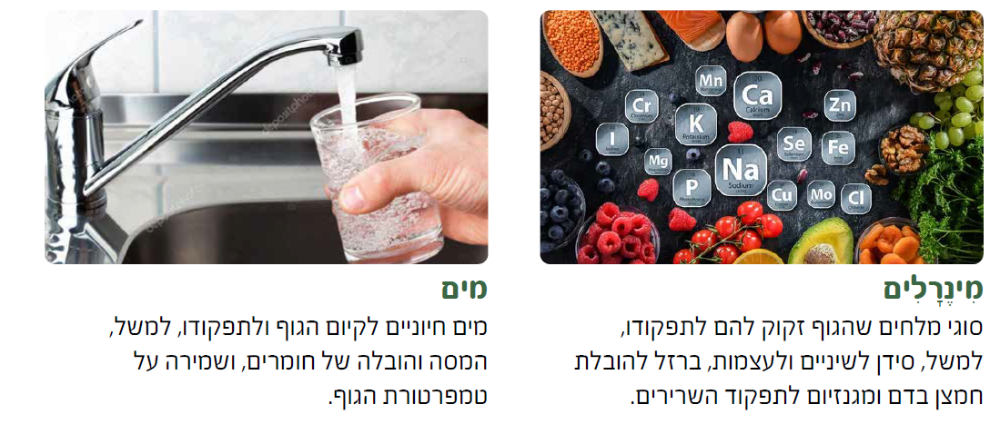 Mn
Ca
Calcium
Cr
Zn
K
Potassium
I
Se
Fe
Mg
Na
Sodium
P
Cu
Mo
Cl
מִינֶרָלִים
סוגי מלחים שהגוף זקוק להם לתפקודו,
למשל, סידן לשיניים ולעצמות, ברזל להובלת
חמצן בדם ומגנזיום לתפקוד השרירים.
depositphotos
מים
מים חיוניים לקיום הגוף ולתפקודו, למשל,
המסה והובלה של חומרים, ושמירה על
טמפרטורת הגוף.